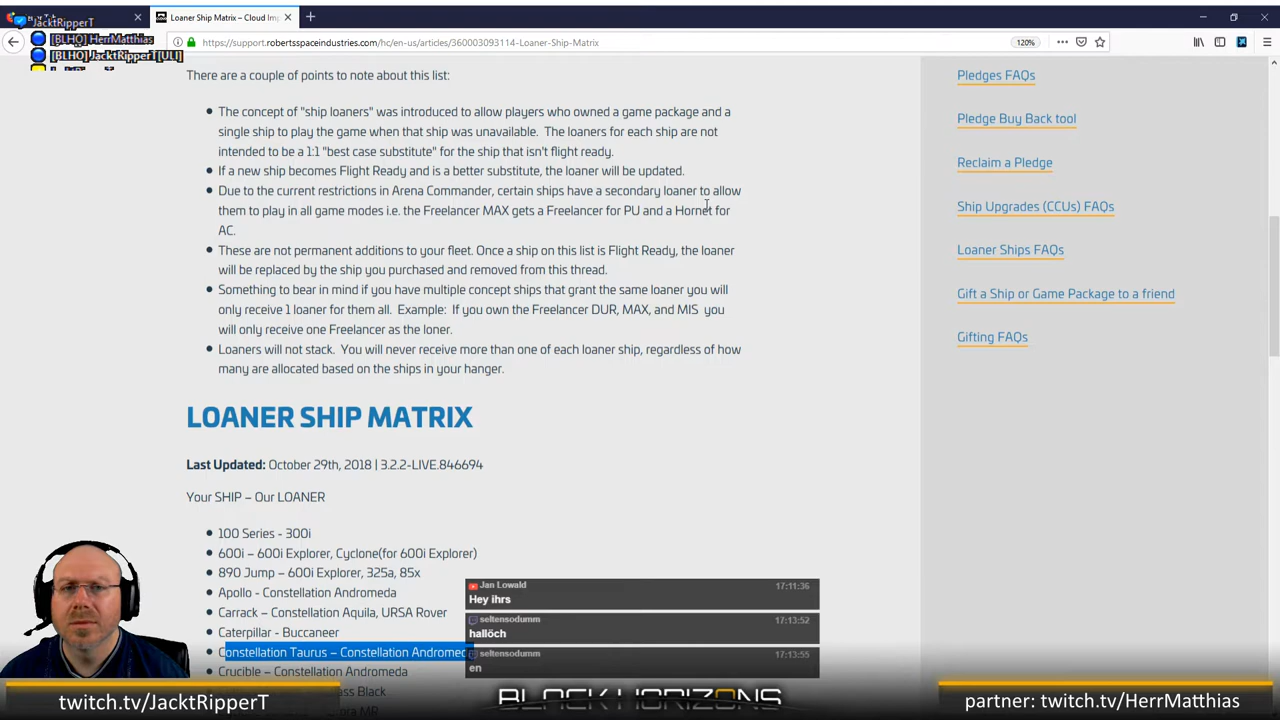 JacktRipperT
Loaner Ship Matrix – Cloud Im
[BLHO] HerrMatthias
[BLHO] JacktRipperT[ULI]
https://support.robertsspaceindustries.com/hc/en-us/articles/360003093114-Loaner-Ship-Matrix
120%
There are a couple of points to note about this list:
The concept of "ship loaners" was introduced to allow players who owned a game package and a
single ship to play the game when that ship was unavailable. The loaners for each ship are not
intended to be a 1:1 "best case substitute" for the ship that isn't flight ready.
If a new ship becomes Flight Ready and is a better substitute, the loaner will be updated.
Due to the current restrictions in Arena Commander, certain ships have a secondary loaner to allow
them to play in all game modes i.e. the Freelancer MAX gets a Freelancer for PU and a Hornet for
AC.
These are not permanent additions to your fleet. Once a ship on this list is Flight Ready, the loaner
will be replaced by the ship you purchased and removed from this thread.
Something to bear in mind if you have multiple concept ships that grant the same loaner you will
only receive 1 loaner for them all. Example: If you own the Freelancer DUR, MAX, and MIS you
will only receive one Freelancer as the loner.
Loaners will not stack. You will never receive more than one of each loaner ship, regardless of how
many are allocated based on the ships in your hanger.
LOANER SHIP MATRIX
Last Updated: October 29th, 2018 | 3.2.2-LIVE.846694
Your SHIP – Our LOANER
100 Series - 300i
600i – 600i Explorer, Cyclone(for 600i Explorer)
890 Jump – 600i Explorer, 325a, 85x
Apollo - Constellation Andromeda
Carrack – Constellation Aquila, URSA Rover
Caterpillar - Buccaneer
Constellation Taurus – Constellation Andromed
Crucible – Constellation Andromeda
Black
MR
Pledges FAQs
Pledge Buy Back tool
Reclaim a Pledge
Ship Upgrades (CCUs) FAQs
Loaner Ships FAQs
Gift a Ship or Game Package to a friend
Gifting FAQs
Jan Lowald 17:11:36
Hey ihrs
seltensodumm 17:13:52
hallöch
seltensodumm 17:13:55
en
twitch.tv/JacktRipperT
BLACK HORIZONS
partner: twitch.tv/HerrMatthias